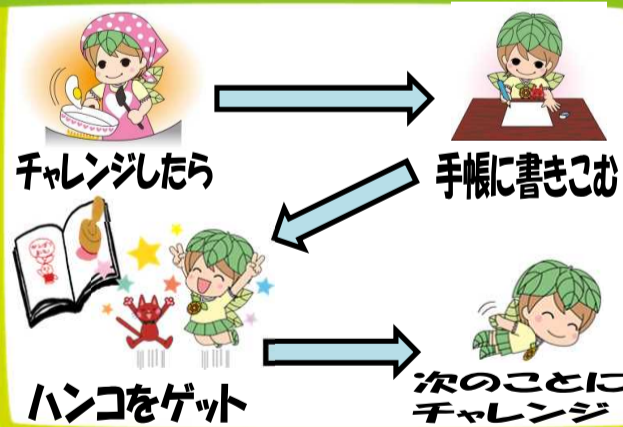 チャレンジしたら
手帳に書きこむ
ハンコをゲット
次のことに
チャレンジ